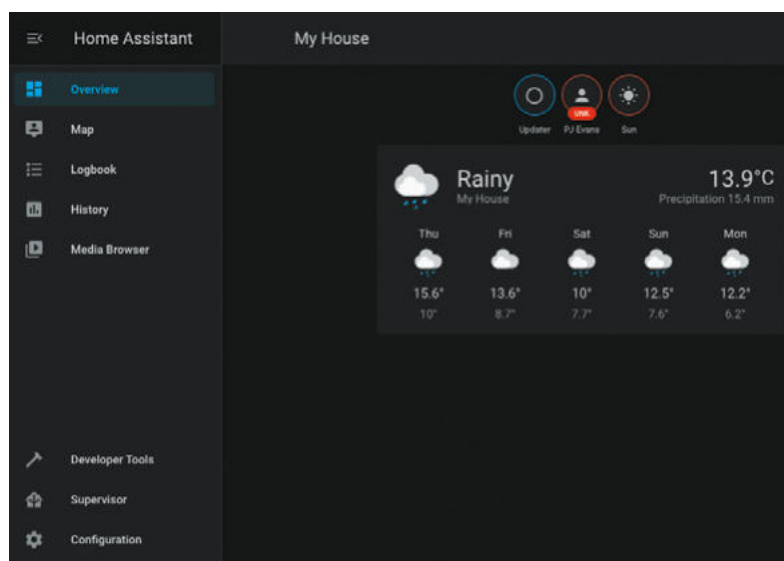 Home Assistant
My House
Overview
Map
Logbook
History
Media Browser
Developer Tools
Supervisor
Configuration
UNK
Updater PJ Evans Sun
Rainy 13.9°C
My House Precipitation 15.4 mm
Thu Fri Sat Sun Mon
15.6° 13.6° 10° 12.5° 12.2°
10° 8.7° 7.7° 7.6° 6.2°